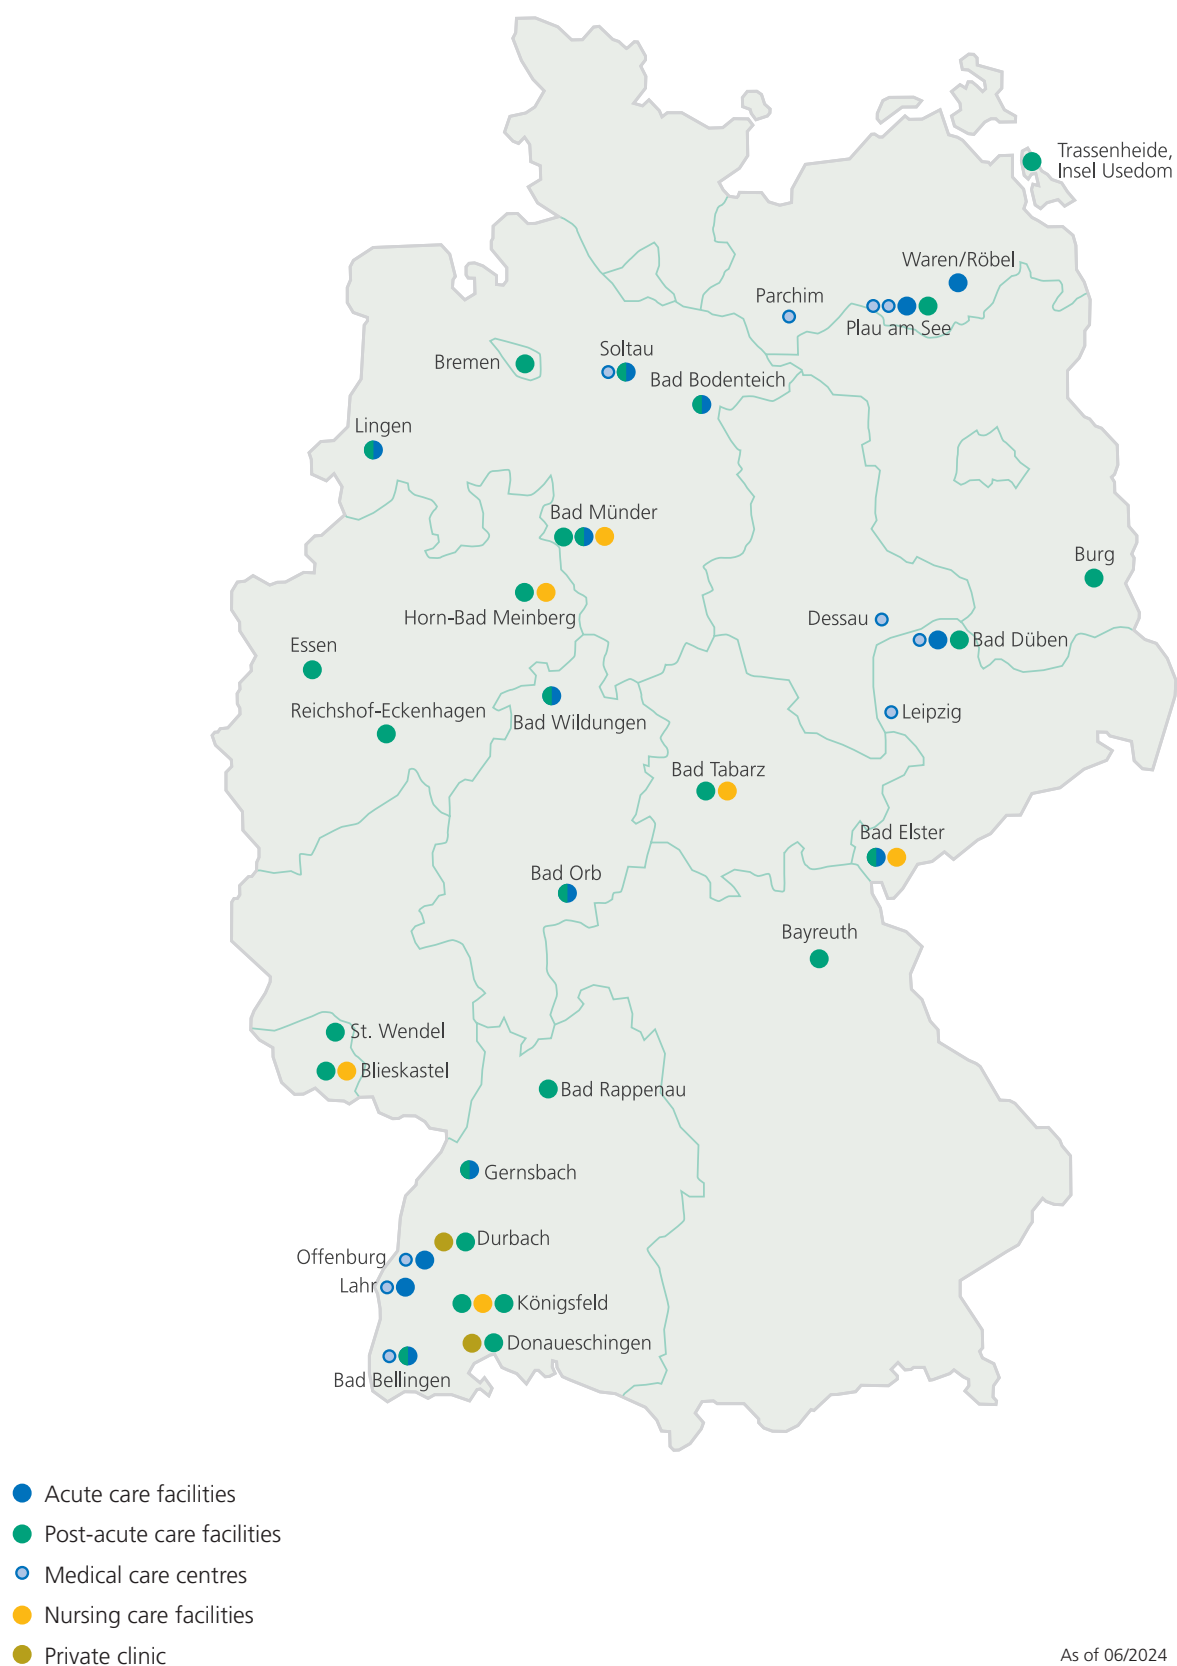 Trassenheide,
Insel Usedom
Waren/Röbel
Parchim
Plau am See
Soltau
Bremen
Bad Bodenteich
Lingen
Bad Münder
Burg
Horn-Bad Meinberg
Dessau
Bad Düben
Essen
Reichshof-Eckenhagen
Leipzig
Bad Wildungen
Bad Tabarz
Bad Elster
Bad Orb
Bayreuth
St. Wendel
Blieskastel
Bad Rappenau
Gernsbach
Durbach
Offenburg
Lahr
Königsfeld
Donaueschingen
Bad Bellingen
Acute care facilities
Post-acute care facilities
Medical care centres
Nursing care facilities
Private clinic
As of 06/2024